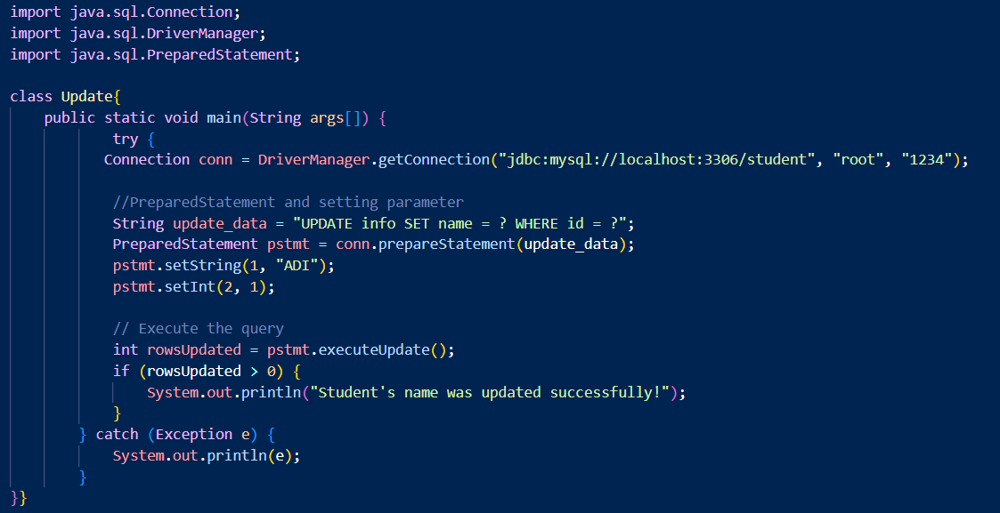 import java.sql.Connection;
import java.sql.DriverManager;
import java.sql.PreparedStatement;

class Update{
    public static void main(String args[]) {
            try {
           Connection conn = DriverManager.getConnection("jdbc:mysql://localhost:3306/student", "root", "1234");

            //PreparedStatement and setting parameter
            String update_data = "UPDATE info SET name = ? WHERE id = ?";
            PreparedStatement pstmt = conn.prepareStatement(update_data);
            pstmt.setString(1, "ADI");
            pstmt.setInt(2, 1);

            // Execute the query
            int rowsUpdated = pstmt.executeUpdate();
            if (rowsUpdated > 0) {
                System.out.println("Student's name was updated successfully!");
            }
        } catch (Exception e) {
            System.out.println(e);
        }
}}